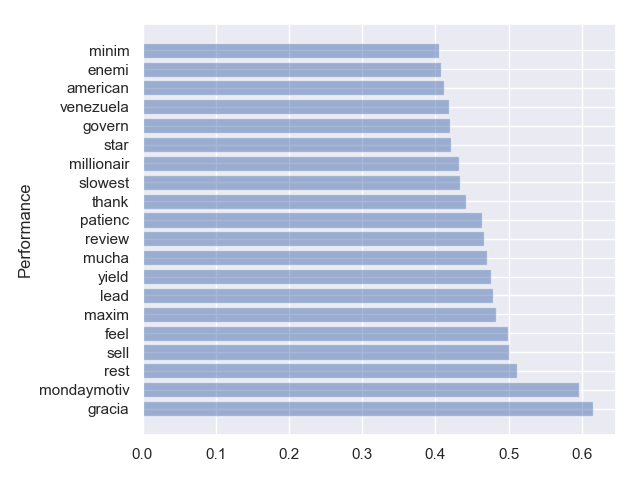 minim
enemi
american
venezuela
govern
star
millionair
slowest
thank
patienc
review
mucha
yield
lead
maxim
feel
sell
rest
mondaymotiv
gracia
Performance
0.0 0.1 0.2 0.3 0.4 0.5 0.6